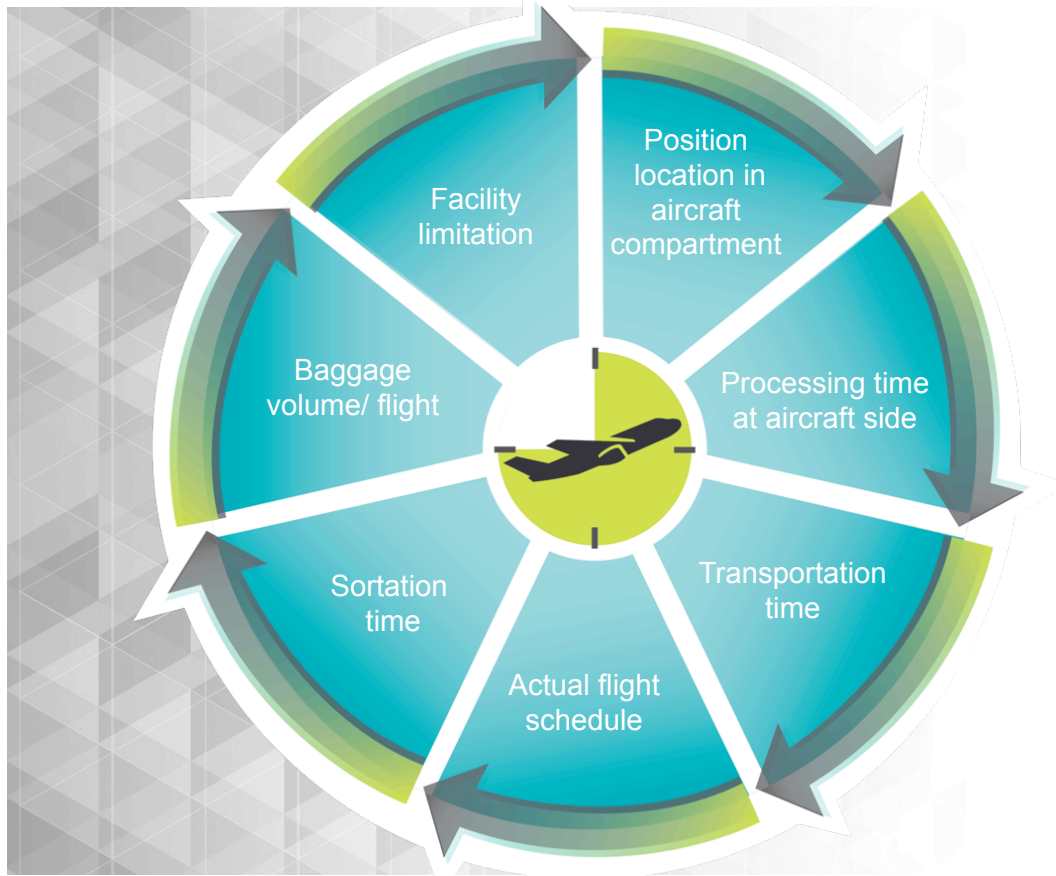 Position
location in
aircraft
compartment
Processing time
at aircraft side
Transportation
time
Actual flight
schedule
Sortation
time
Baggage
volume/ flight
Facility
limitation